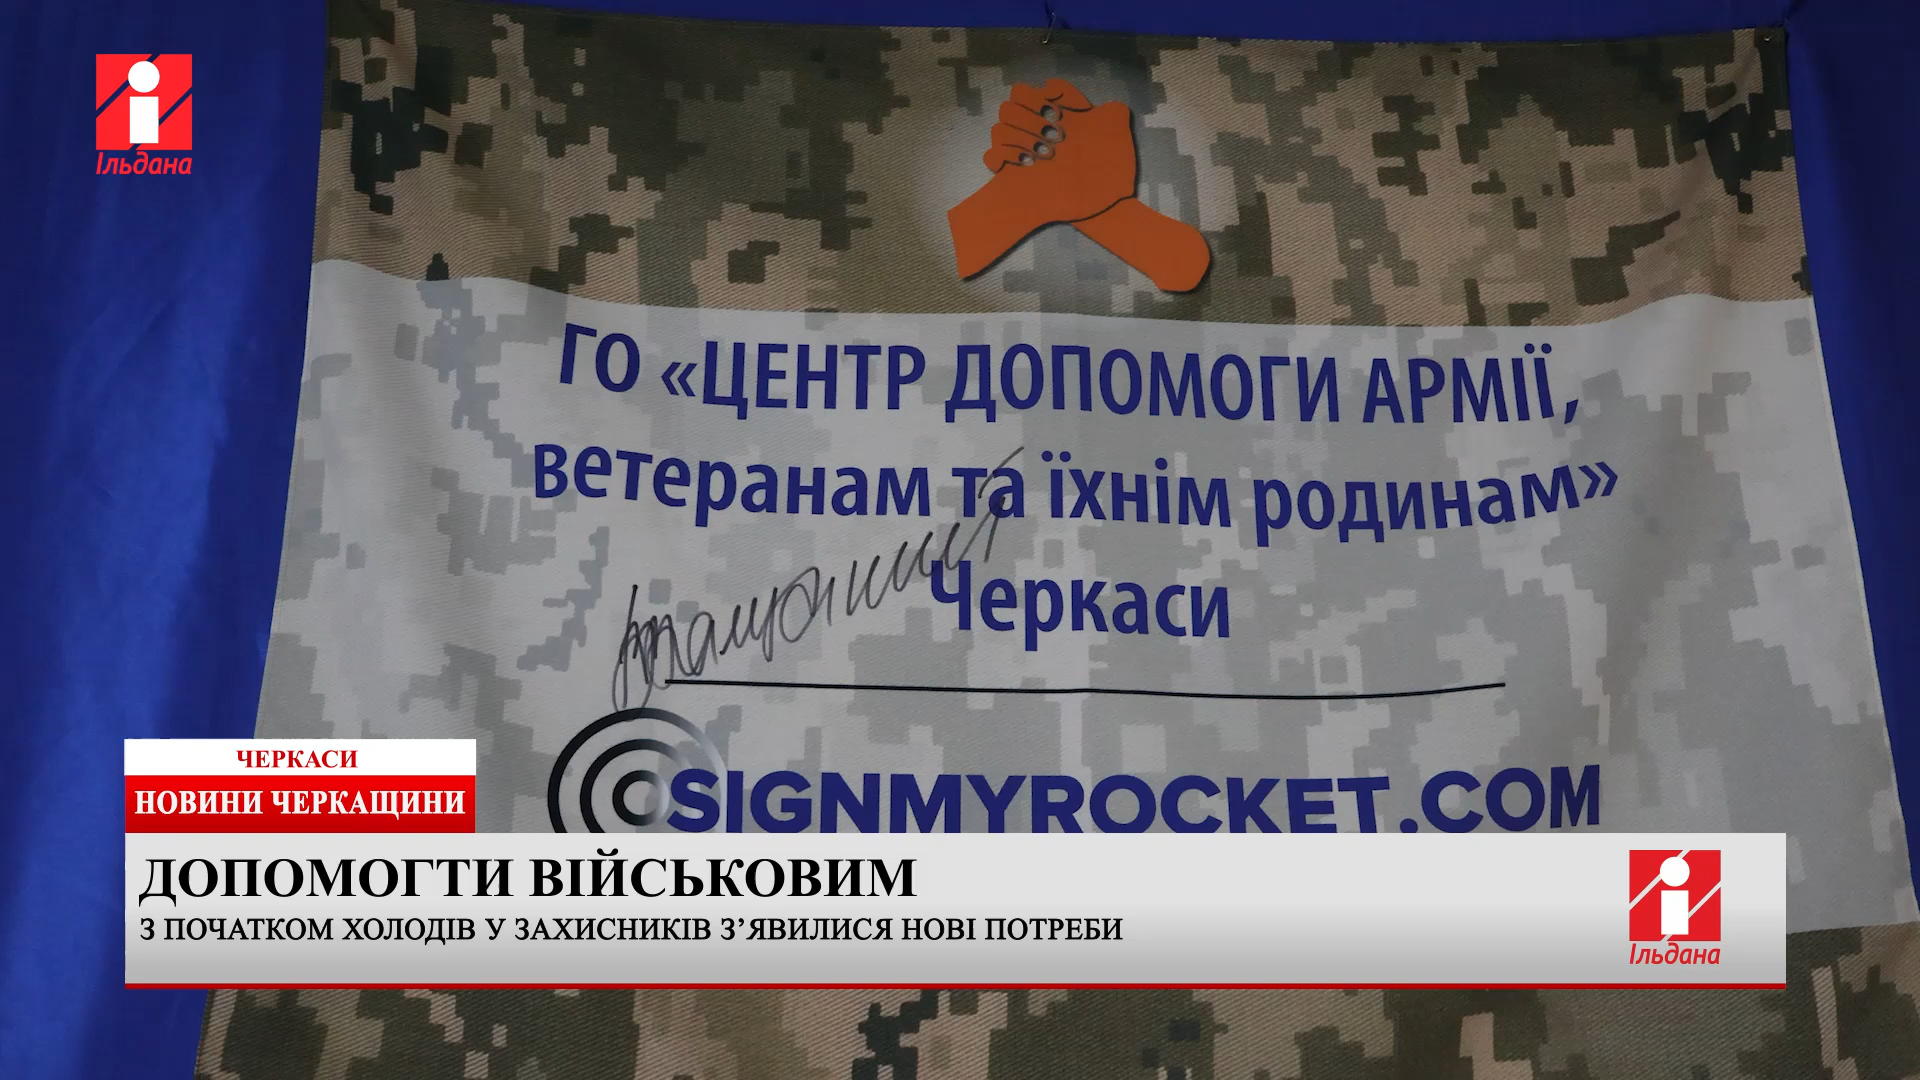 Ільдана
ГО «ЦЕНТР ДОПОМОГИ АРМІЇ,
ветеранам та їхнім родинам»
Черкаси
SIGNMYROCKET.COM
ЧЕРКАСИ
НОВИНИ ЧЕРКАЩИНИ
ДОПОМОГТИ ВІЙСЬКОВИМ
З ПОЧАТКОМ ХОЛОДІВ У ЗАХИСНИКІВ З’ЯВИЛИСЯ НОВІ ПОТРЕБИ
Ільдана